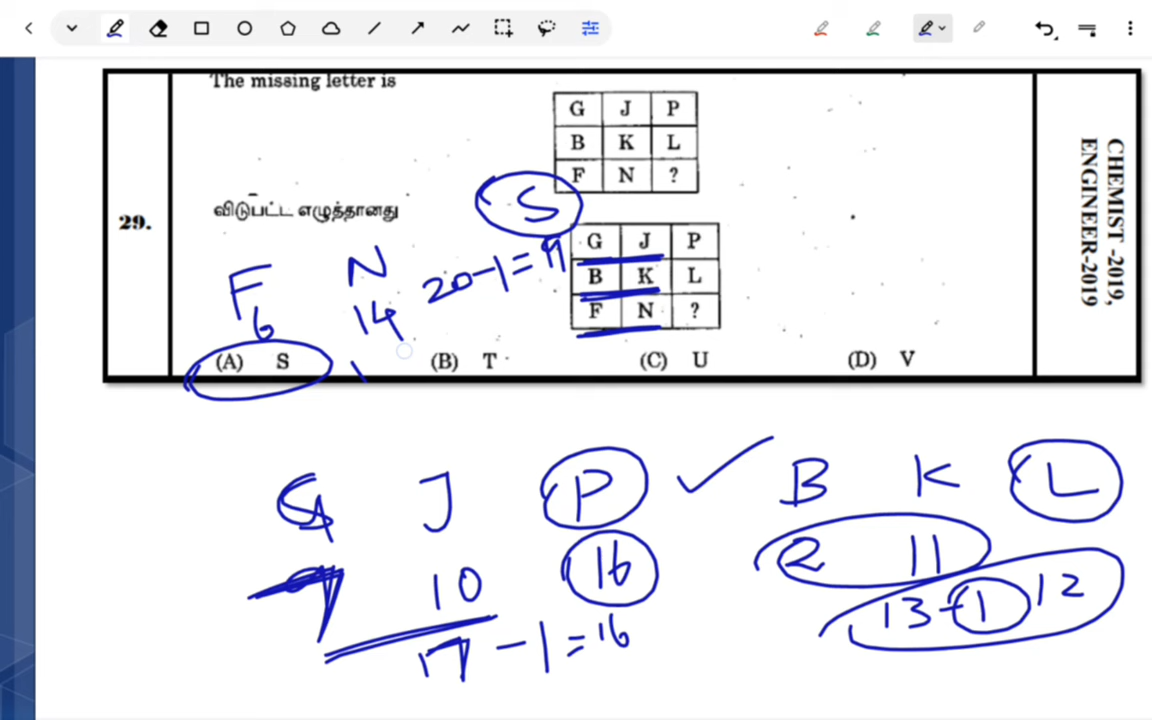 The missing letter is
G J P
B K L
F N ?
29.
விடுபட்ட எழுத்தானது
S
G J P
B K L
F N ?
F N
6 14
20-1=19
(A) S (B) T (C) U (D) V
CHEMIST -2019,
ENGINEER-2019
G J P
7 10 16
17-1=16
B K L
2 11
13-1 12